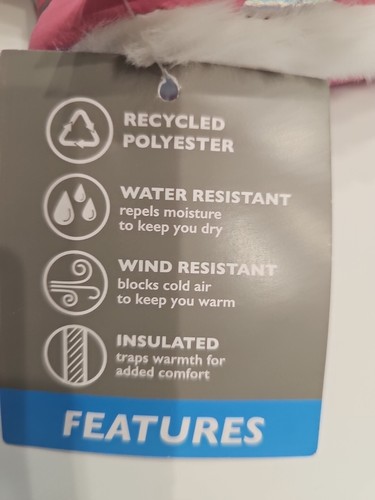 RECYCLED
POLYESTER
WATER RESISTANT
repels moisture
to keep you dry
WIND RESISTANT
blocks cold air
to keep you warm
INSULATED
traps warmth for
added comfort
FEATURES